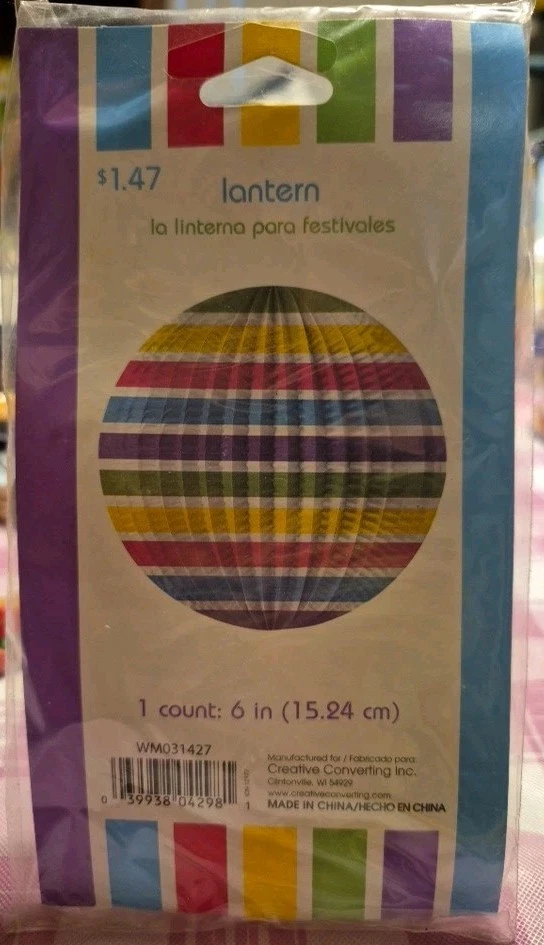 $1.47
lantern
la linterna para festivales
1 count: 6 in (15.24 cm)
WM031427
0 39938 04298 1
Manufactured for / Fabricado para:
Creative Converting Inc.
Clintonville, WI 54929
www.creativeconverting.com
MADE IN CHINA/HECHO EN CHINA